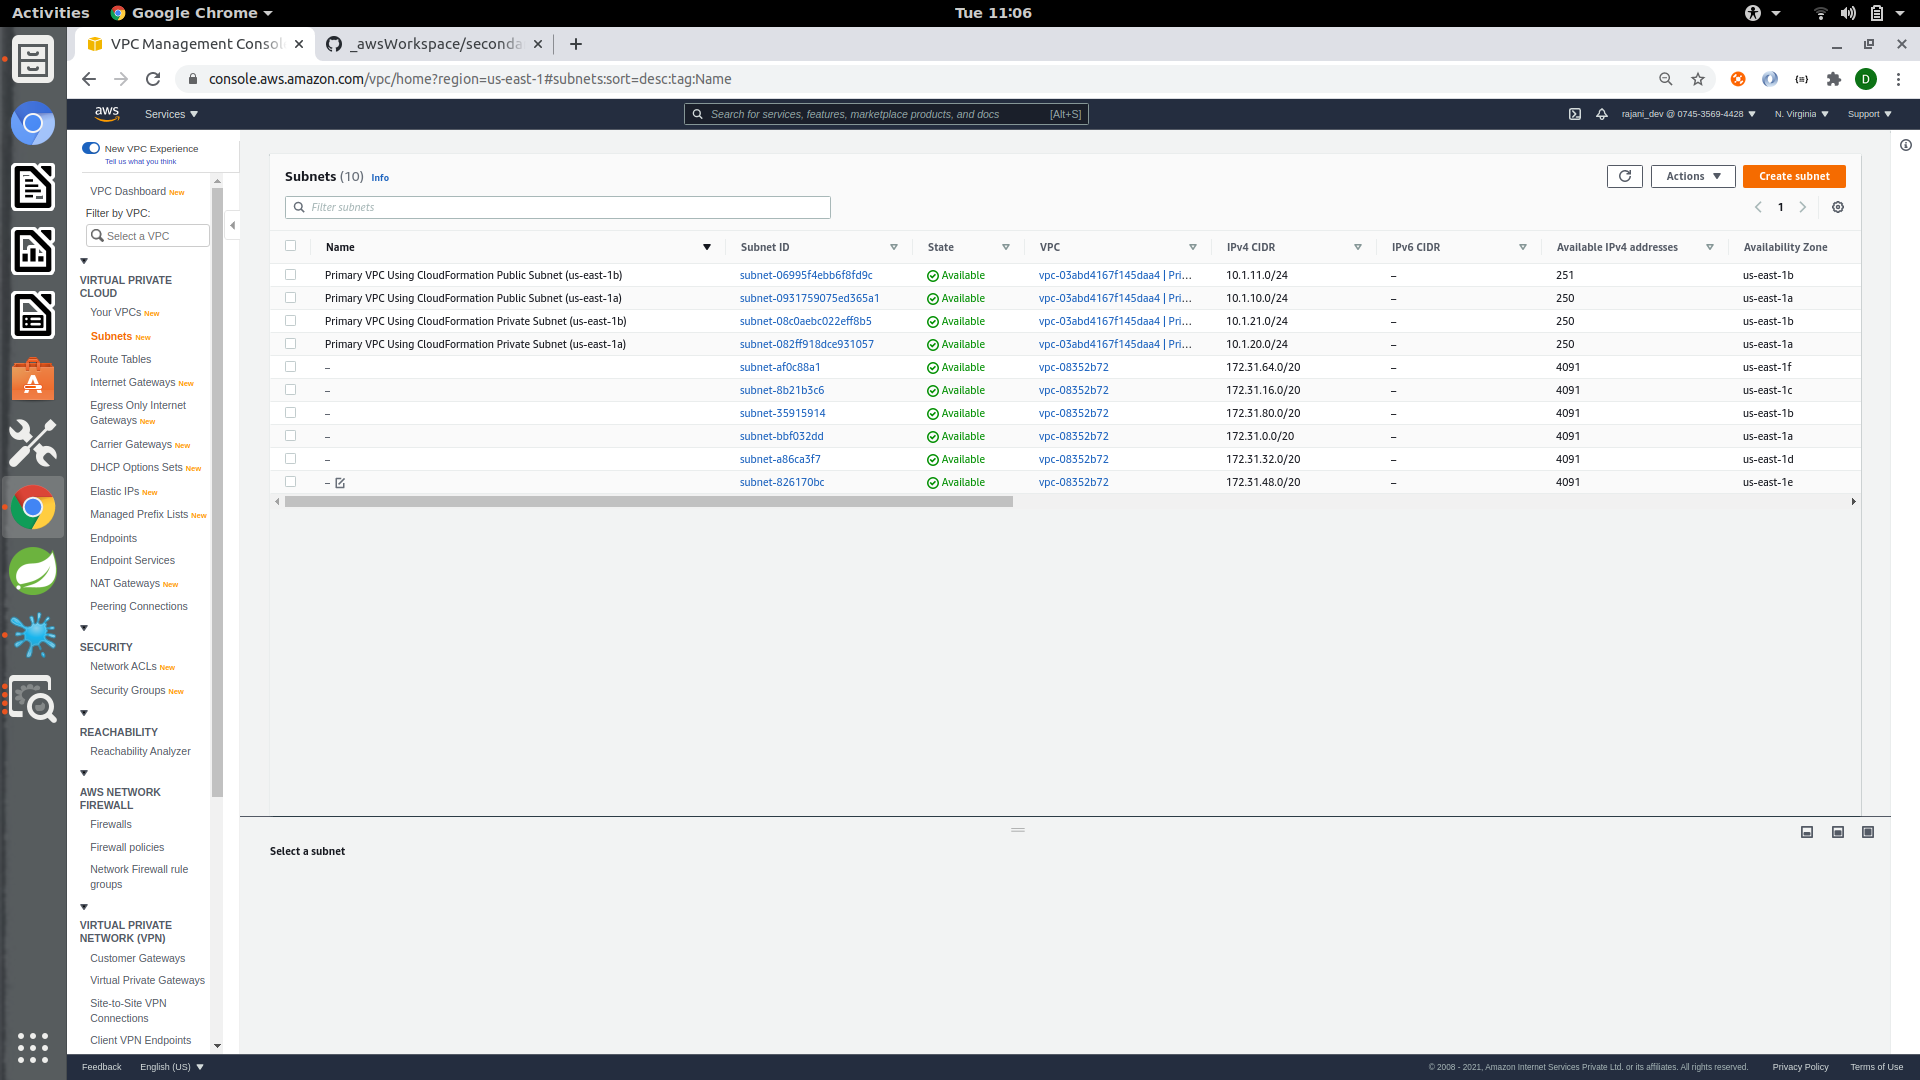 Activities
Google Chrome
Tue 11:06
VPC Management Consol
_awsWorkspace/seconda
console.aws.amazon.com/vpc/home?region=us-east-1#subnets:sort=desc:tag:Name
D
aws
Services
Search for services, features, marketplace products, and docs
[Alt+S]
rajani_dev @ 0745-3569-4428
N. Virginia
Support
New VPC Experience
Tell us what you think
VPC Dashboard New
Filter by VPC:
Select a VPC
VIRTUAL PRIVATE
CLOUD
Your VPCs New
Subnets New
Route Tables
Internet Gateways New
Egress Only Internet
Gateways New
Carrier Gateways New
DHCP Options Sets New
Elastic IPs New
Managed Prefix Lists New
Endpoints
Endpoint Services
NAT Gateways New
Peering Connections
SECURITY
Network ACLs New
Security Groups New
REACHABILITY
Reachability Analyzer
AWS NETWORK
FIREWALL
Firewalls
Firewall policies
Network Firewall rule
groups
VIRTUAL PRIVATE
NETWORK (VPN)
Customer Gateways
Virtual Private Gateways
Site-to-Site VPN
Connections
Client VPN Endpoints
Subnets (10) Info
Actions
Create subnet
Filter subnets
1
Name Subnet ID State VPC IPv4 CIDR IPv6 CIDR Available IPv4 addresses Availability Zone
Primary VPC Using CloudFormation Public Subnet (us-east-1b) subnet-06995f4ebb6f8fd9c Available vpc-03abd4167f145daa4 | Pri... 10.1.11.0/24 – 251 us-east-1b
Primary VPC Using CloudFormation Public Subnet (us-east-1a) subnet-0931759075ed365a1 Available vpc-03abd4167f145daa4 | Pri... 10.1.10.0/24 – 250 us-east-1a
Primary VPC Using CloudFormation Private Subnet (us-east-1b) subnet-08c0aebc022eff8b5 Available vpc-03abd4167f145daa4 | Pri... 10.1.21.0/24 – 250 us-east-1b
Primary VPC Using CloudFormation Private Subnet (us-east-1a) subnet-082ff918dce931057 Available vpc-03abd4167f145daa4 | Pri... 10.1.20.0/24 – 250 us-east-1a
– subnet-af0c88a1 Available vpc-08352b72 172.31.64.0/20 – 4091 us-east-1f
– subnet-8b21b3c6 Available vpc-08352b72 172.31.16.0/20 – 4091 us-east-1c
– subnet-35915914 Available vpc-08352b72 172.31.80.0/20 – 4091 us-east-1b
– subnet-bbf032dd Available vpc-08352b72 172.31.0.0/20 – 4091 us-east-1a
– subnet-a86ca3f7 Available vpc-08352b72 172.31.32.0/20 – 4091 us-east-1d
– subnet-826170bc Available vpc-08352b72 172.31.48.0/20 – 4091 us-east-1e
Select a subnet
Feedback
English (US)
© 2008 - 2021, Amazon Internet Services Private Ltd. or its affiliates. All rights reserved.
Privacy Policy
Terms of Use